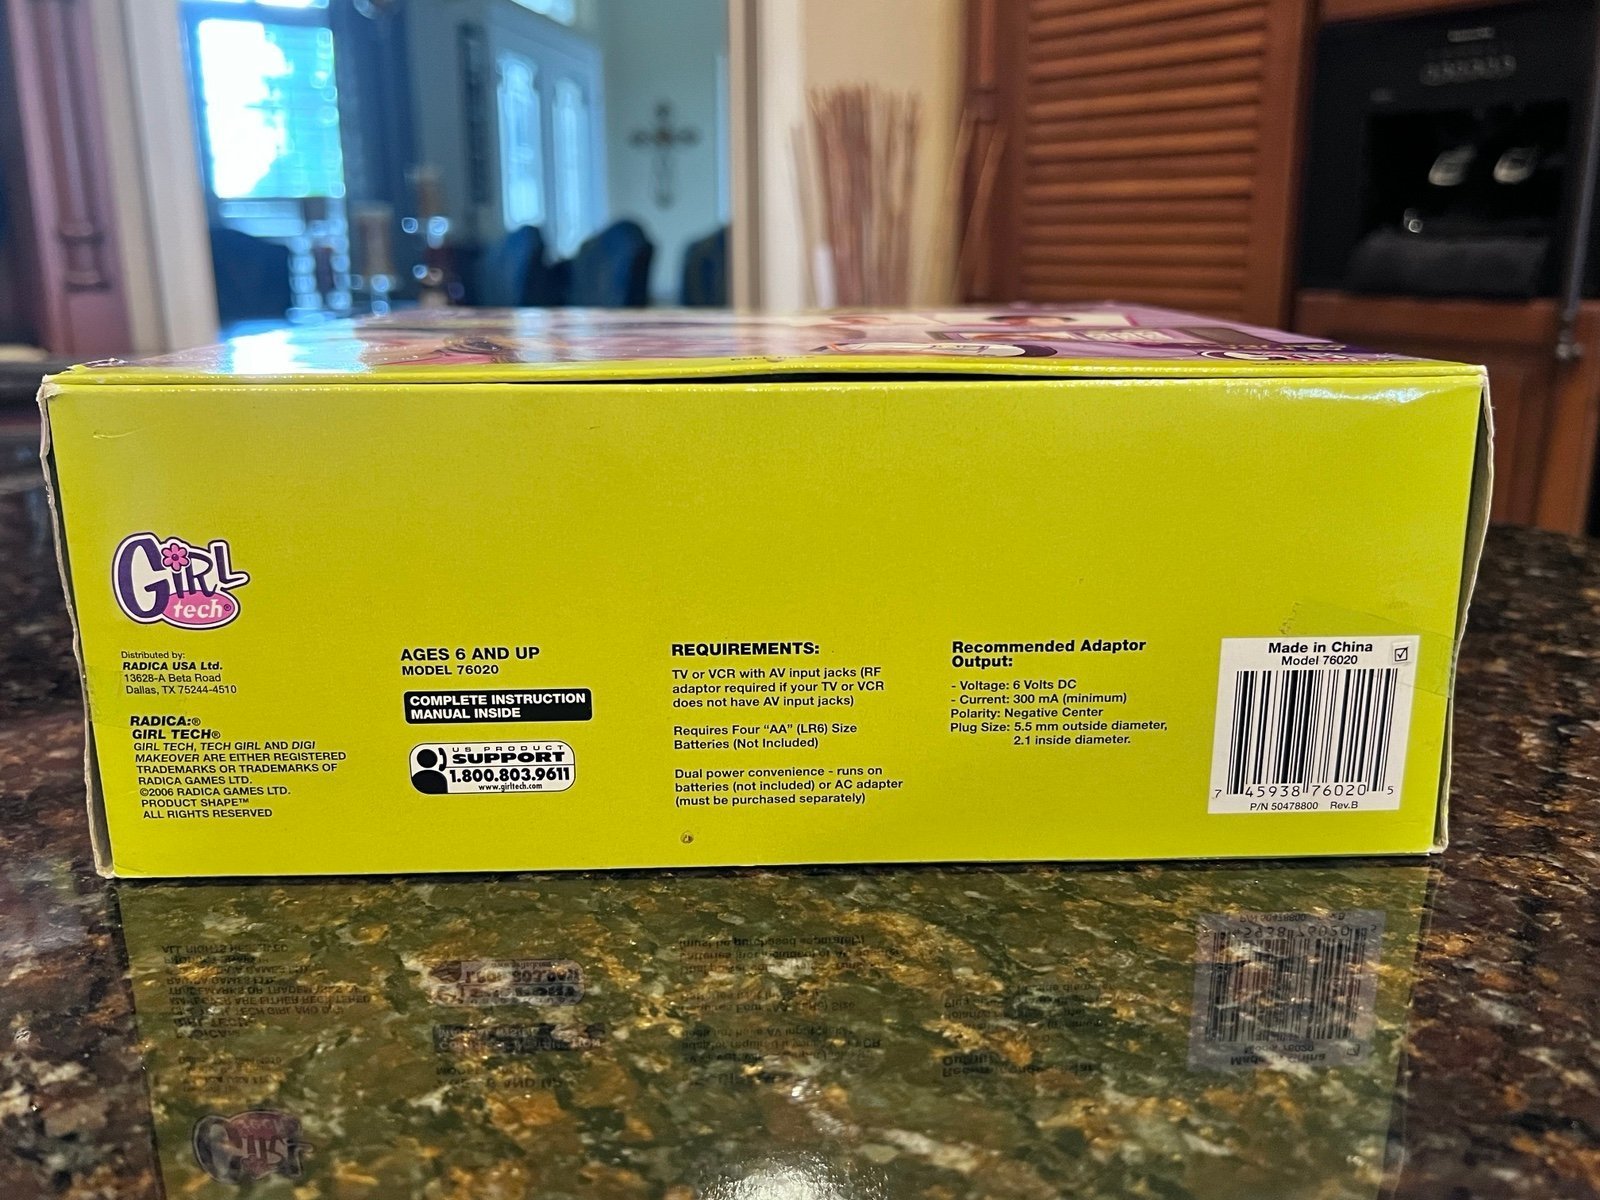 GIRL
tech®
Distributed by:
RADICA USA Ltd.
13628-A Beta Road
Dallas, TX 75244-4510
RADICA:®
GIRL TECH®
GIRL TECH, TECH GIRL AND DIGI
MAKEOVER ARE EITHER REGISTERED
TRADEMARKS OR TRADEMARKS OF
RADICA GAMES LTD.
©2006 RADICA GAMES LTD.
PRODUCT SHAPE™
ALL RIGHTS RESERVED
AGES 6 AND UP
MODEL 76020
COMPLETE INSTRUCTION
MANUAL INSIDE
US PRODUCT
SUPPORT
1.800.803.9611
www.girltech.com
REQUIREMENTS:
TV or VCR with AV input jacks (RF
adaptor required if your TV or VCR
does not have AV input jacks)
Requires Four “AA” (LR6) Size
Batteries (Not Included)
Dual power convenience - runs on
batteries (not included) or AC adapter
(must be purchased separately)
Recommended Adaptor
Output:
- Voltage: 6 Volts DC
- Current: 300 mA (minimum)
Polarity: Negative Center
Plug Size: 5.5 mm outside diameter,
2.1 inside diameter.
Made in China
Model 76020
7 45938 76020 5
P/N 50478800 Rev.B